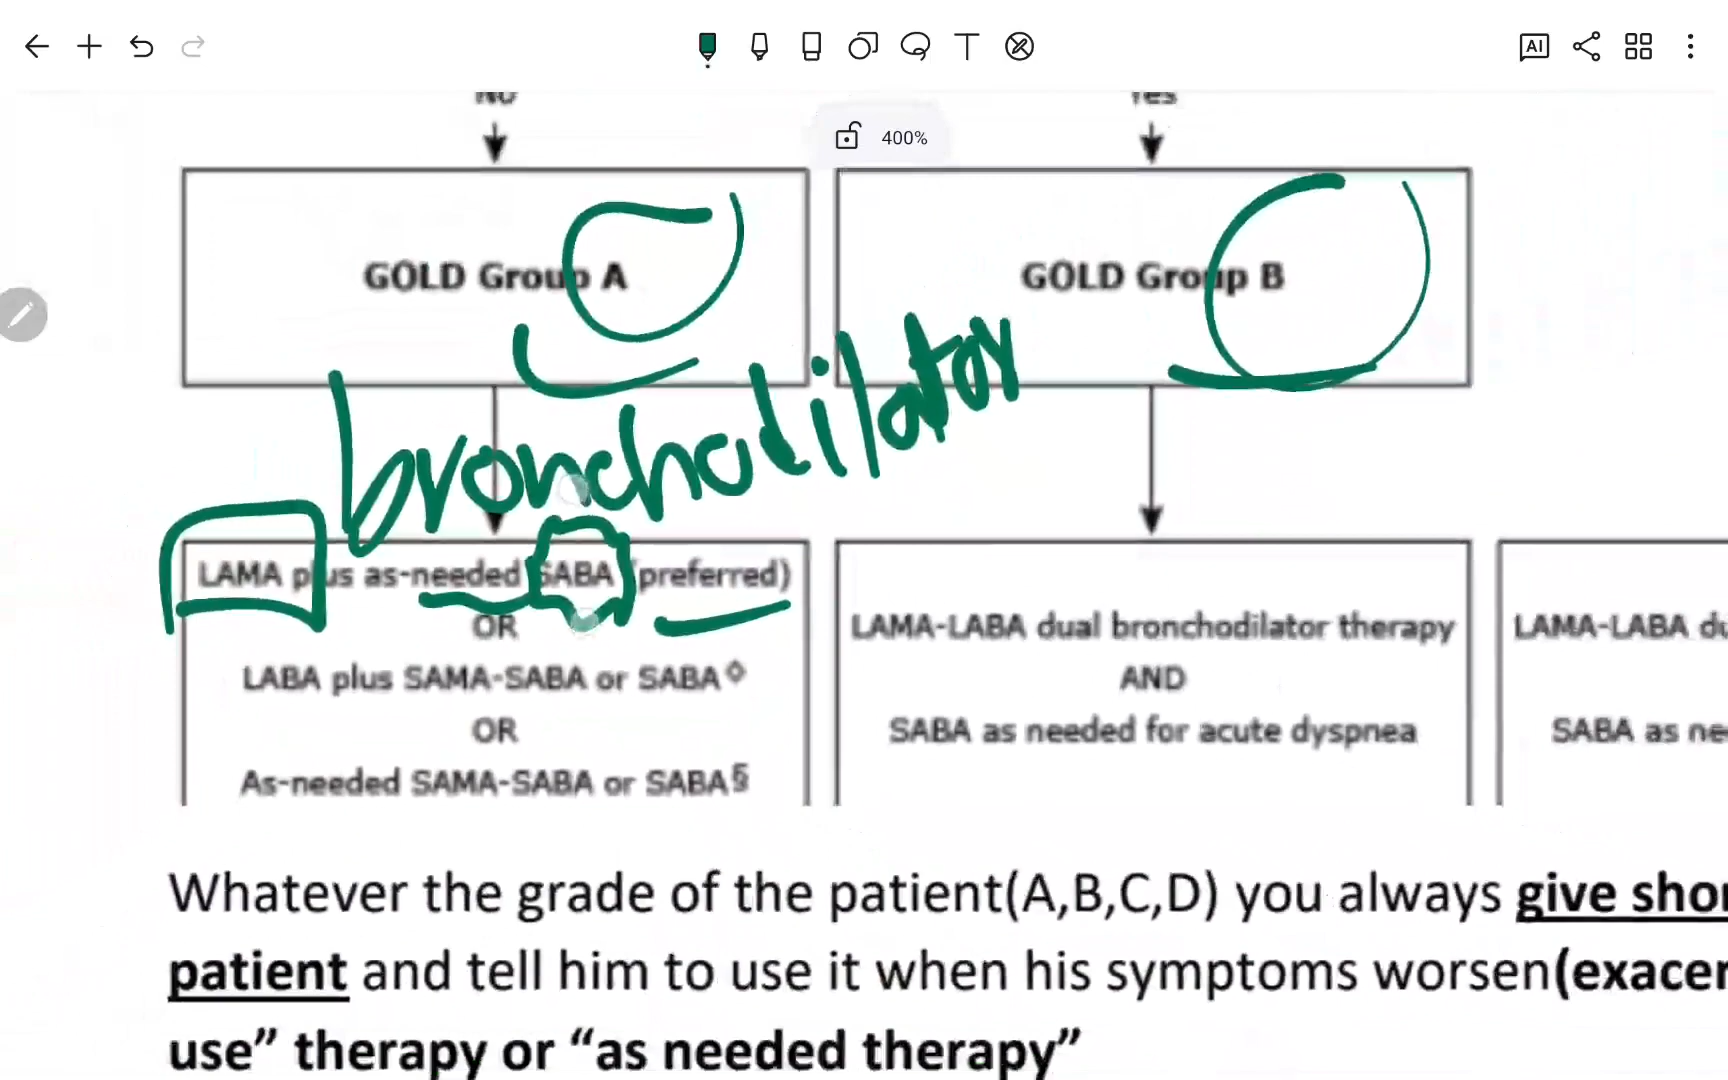 AI
No
Yes
400%
GOLD Group A
GOLD Group B
bronchodilator
LAMA plus as-needed SABA (preferred)
OR
LABA plus SAMA-SABA or SABA◊
OR
As-needed SAMA-SABA or SABA§
LAMA-LABA dual bronchodilator therapy
AND
SABA as needed for acute dyspnea
LAMA-LABA du
SABA as nee
Whatever the grade of the patient(A,B,C,D) you always give shor
patient and tell him to use it when his symptoms worsen(exacer
use” therapy or “as needed therapy”